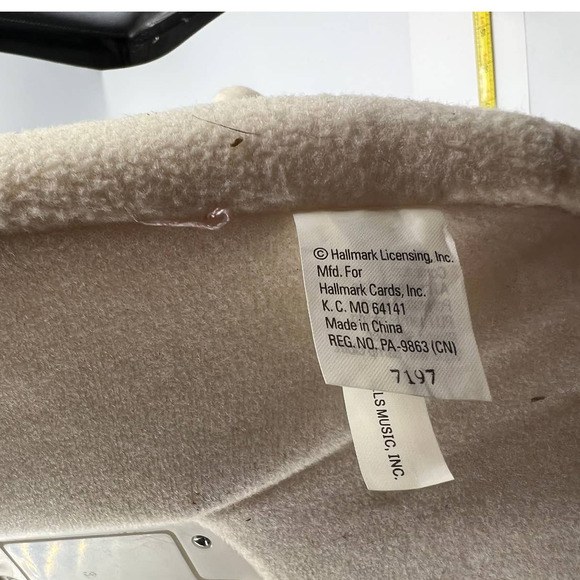 © Hallmark Licensing, Inc.
Mfd. For
Hallmark Cards, Inc.
K. C. MO 64141
Made in China
REG. NO. PA-9863 (CN)
7197
LS MUSIC, INC.